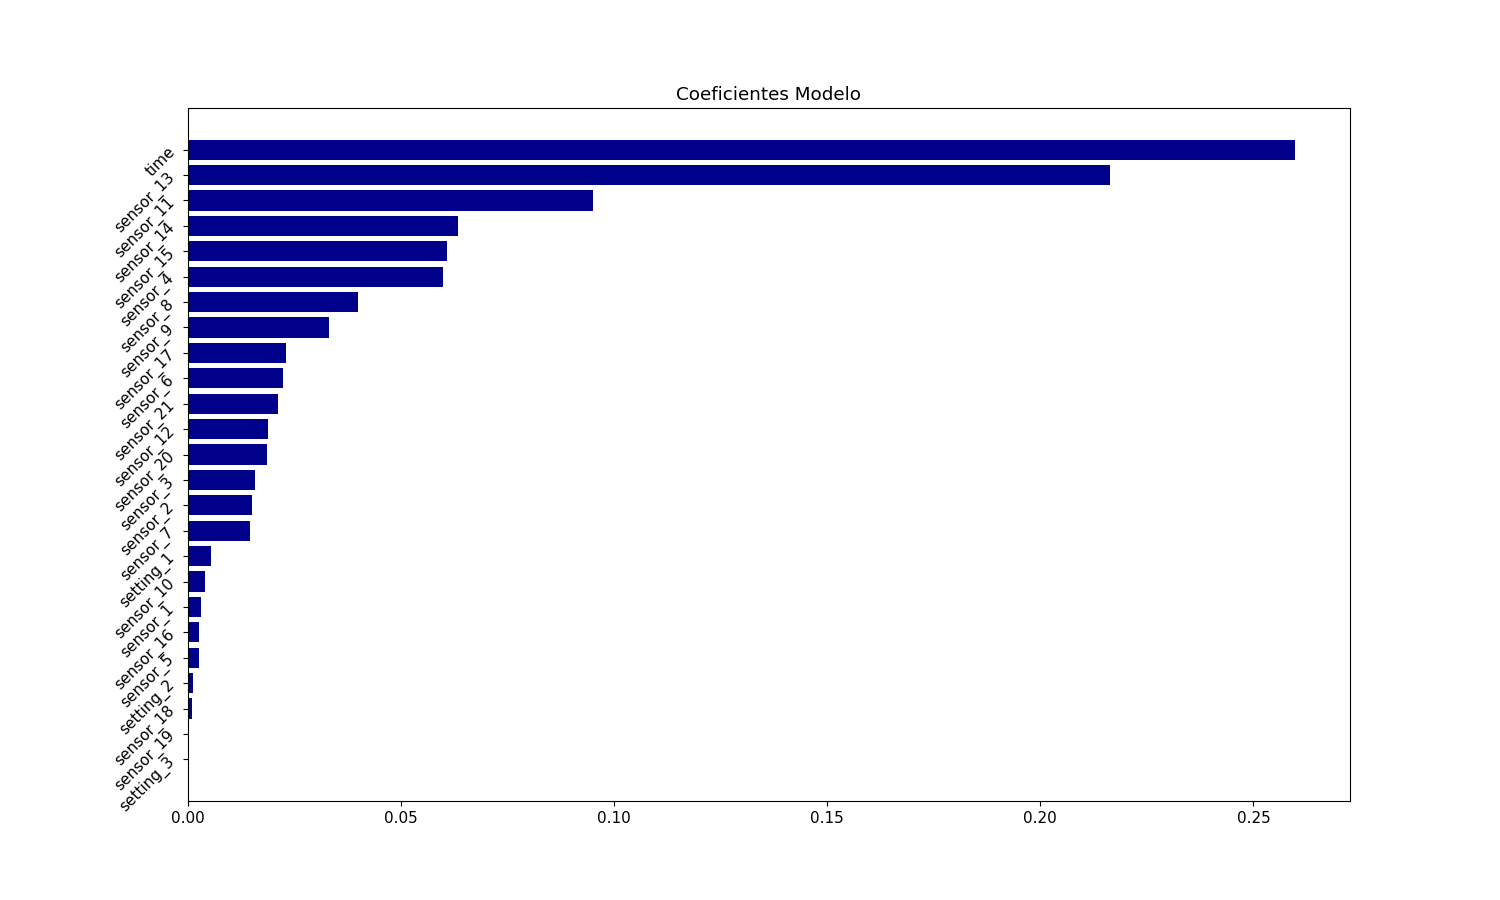 Coeficientes Modelo
time
sensor_13
sensor_11
sensor_14
sensor_15
sensor_4
sensor_8
sensor_9
sensor_17
sensor_6
sensor_21
sensor_12
sensor_20
sensor_3
sensor_2
sensor_7
setting_1
sensor_10
sensor_1
sensor_16
sensor_5
setting_2
sensor_18
sensor_19
setting_3
0.00 0.05 0.10 0.15 0.20 0.25